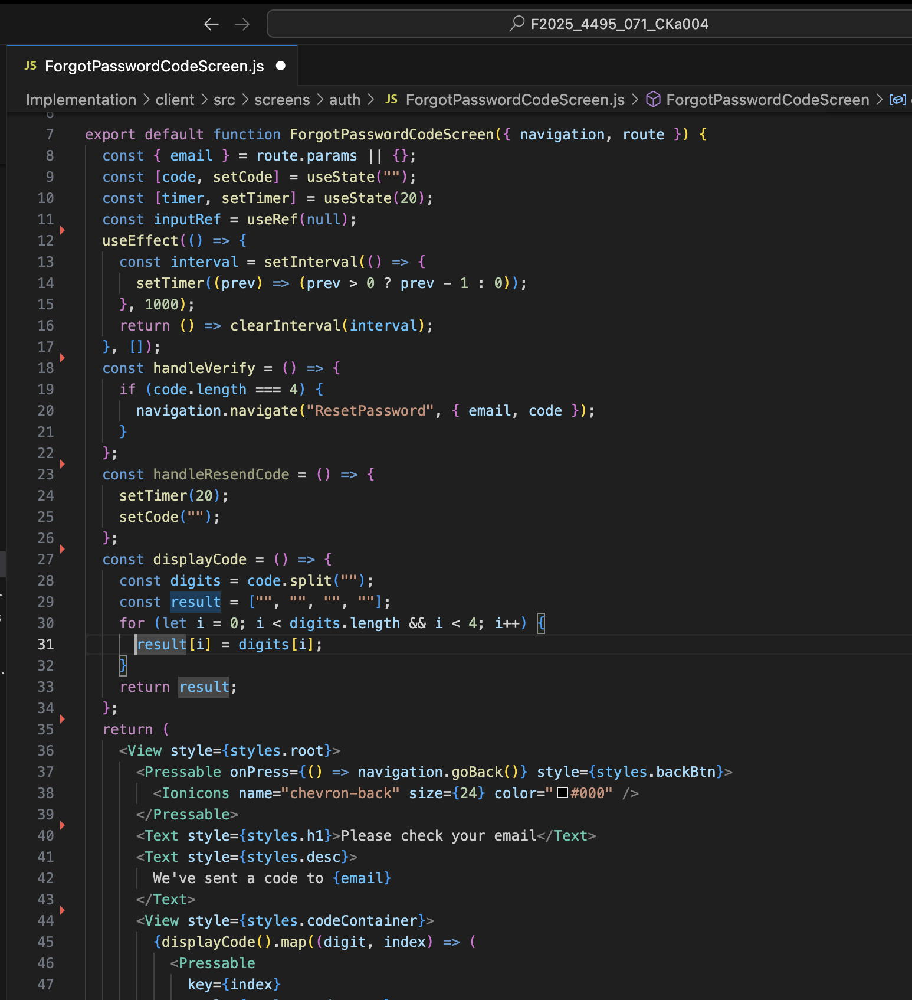 F2025_4495_071_CKa004
JS ForgotPasswordCodeScreen.js
Implementation > client > src > screens > auth > JS ForgotPasswordCodeScreen.js > ForgotPasswordCodeScreen >
6
7 export default function ForgotPasswordCodeScreen({ navigation, route }) {
8   const { email } = route.params || {};
9   const [code, setCode] = useState("");
10   const [timer, setTimer] = useState(20);
11   const inputRef = useRef(null);
12   useEffect(() => {
13     const interval = setInterval(() => {
14       setTimer((prev) => (prev > 0 ? prev - 1 : 0));
15     }, 1000);
16     return () => clearInterval(interval);
17   }, []);
18   const handleVerify = () => {
19     if (code.length === 4) {
20       navigation.navigate("ResetPassword", { email, code });
21     }
22   };
23   const handleResendCode = () => {
24     setTimer(20);
25     setCode("");
26   };
27   const displayCode = () => {
28     const digits = code.split("");
29     const result = ["", "", "", ""];
30     for (let i = 0; i < digits.length && i < 4; i++) {
31       result[i] = digits[i];
32     }
33     return result;
34   };
35   return (
36     <View style={styles.root}>
37       <Pressable onPress={() => navigation.goBack()} style={styles.backBtn}>
38         <Ionicons name="chevron-back" size={24} color="#000" />
39       </Pressable>
40       <Text style={styles.h1}>Please check your email</Text>
41       <Text style={styles.desc}>
42         We've sent a code to {email}
43       </Text>
44       <View style={styles.codeContainer}>
45         {displayCode().map((digit, index) => (
46           <Pressable
47             key={index}